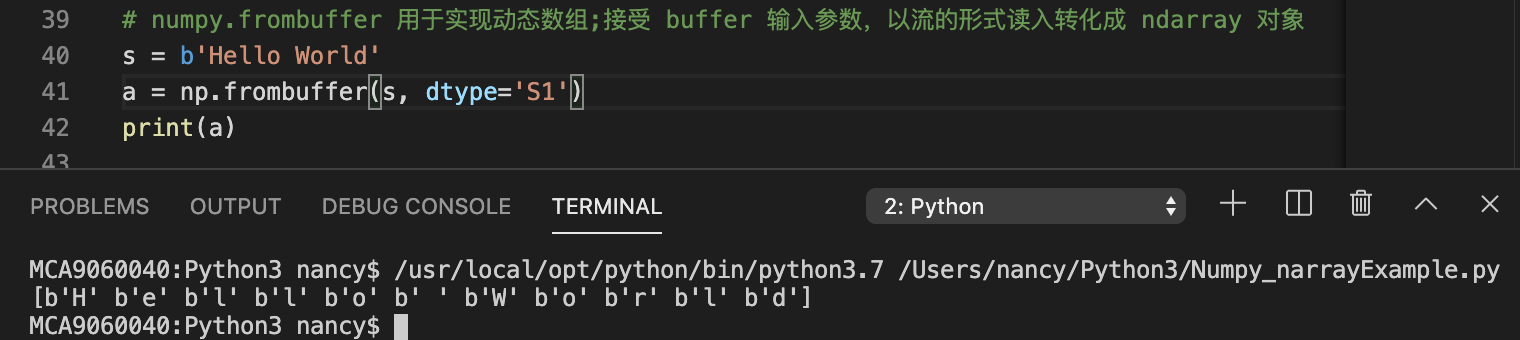 39 # numpy.frombuffer 用于实现动态数组;接受 buffer 输入参数，以流的形式读入转化成 ndarray 对象
40 s = b'Hello World'
41 a = np.frombuffer(s, dtype='S1')
42 print(a)
43
PROBLEMS OUTPUT DEBUG CONSOLE TERMINAL 2: Python
MCA9060040:Python3 nancy$ /usr/local/opt/python/bin/python3.7 /Users/nancy/Python3/Numpy_narrayExample.py
[b'H' b'e' b'l' b'l' b'o' b' ' b'W' b'o' b'r' b'l' b'd']
MCA9060040:Python3 nancy$